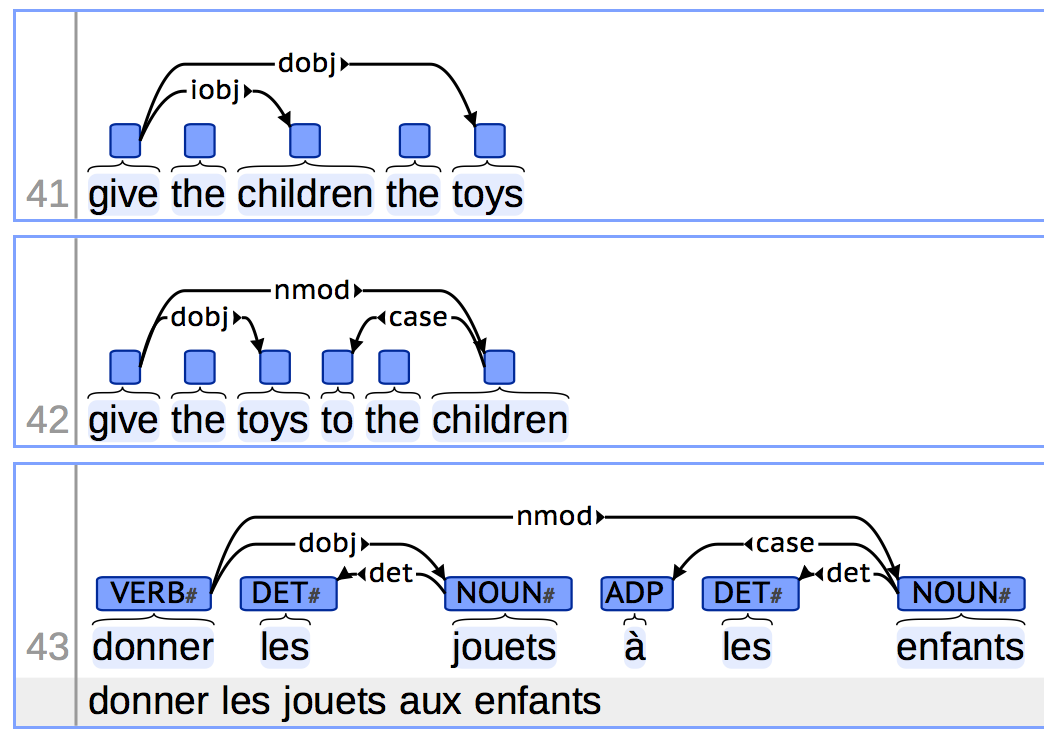 dobj
iobj
41 give the children the toys
nmod
dobj case
42 give the toys to the children
nmod
dobj case
det det
VERB# DET# NOUN# ADP DET# NOUN#
43 donner les jouets à les enfants
donner les jouets aux enfants